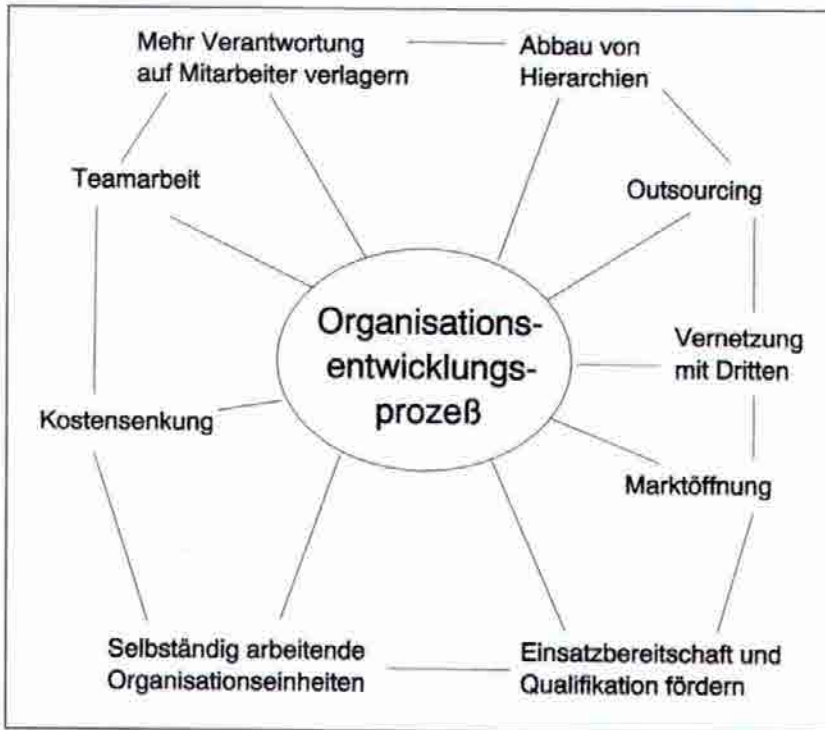 Mehr Verantwortung
auf Mitarbeiter verlagern
Abbau von
Hierarchien
Teamarbeit
Outsourcing
Organisations-
entwicklungs-
prozeß
Vernetzung
mit Dritten
Kostensenkung
Marktöffnung
Selbständig arbeitende
Organisationseinheiten
Einsatzbereitschaft und
Qualifikation fördern